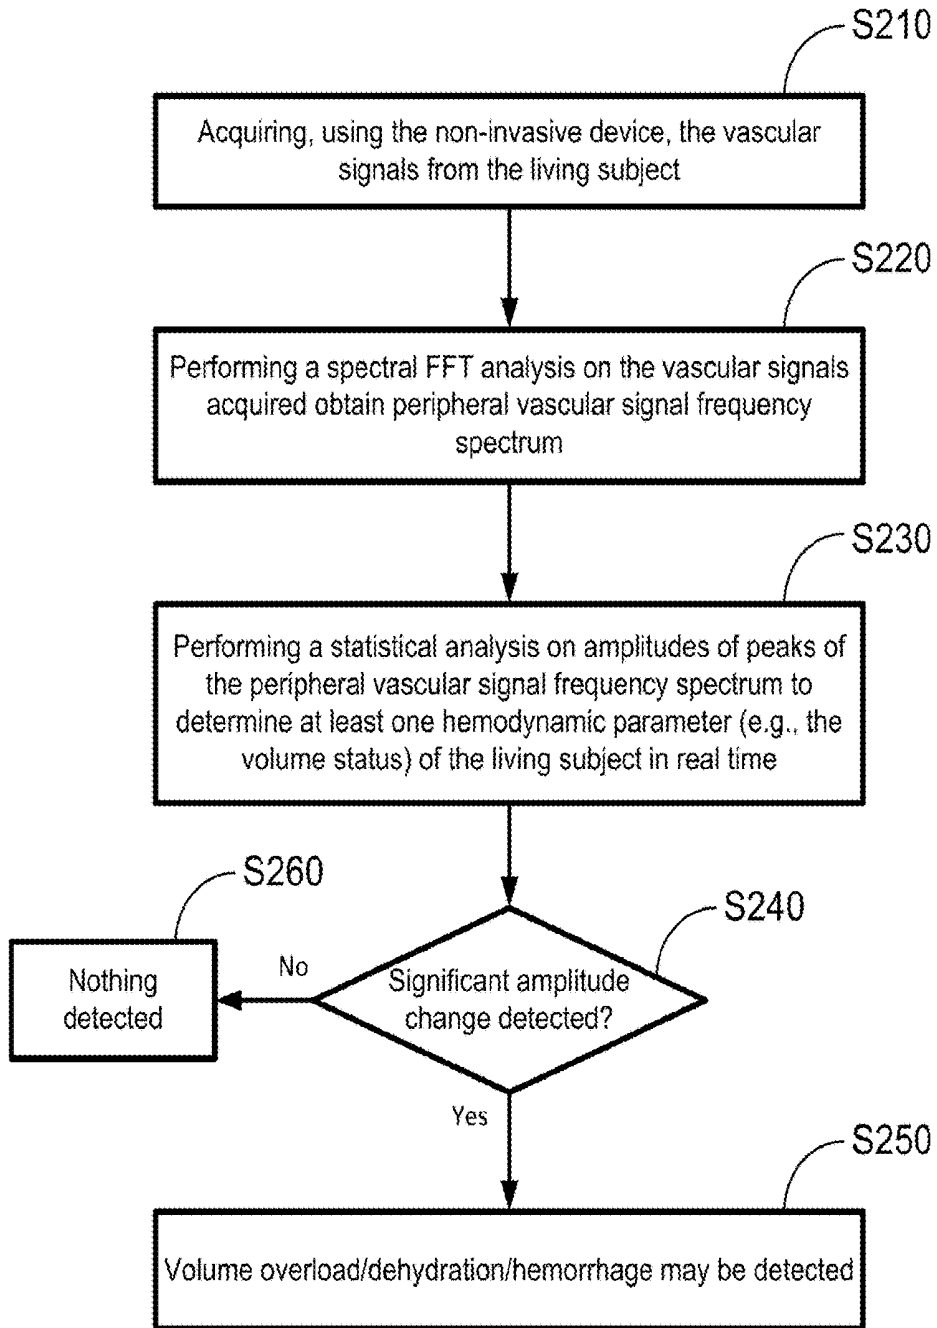 S210
Acquiring, using the non-invasive device, the vascular
signals from the living subject
S220
Performing a spectral FFT analysis on the vascular signals
acquired obtain peripheral vascular signal frequency
spectrum
S230
Performing a statistical analysis on amplitudes of peaks of
the peripheral vascular signal frequency spectrum to
determine at least one hemodynamic parameter (e.g., the
volume status) of the living subject in real time
S260
S240
Nothing
detected
No
Significant amplitude
change detected?
Yes
S250
Volume overload/dehydration/hemorrhage may be detected